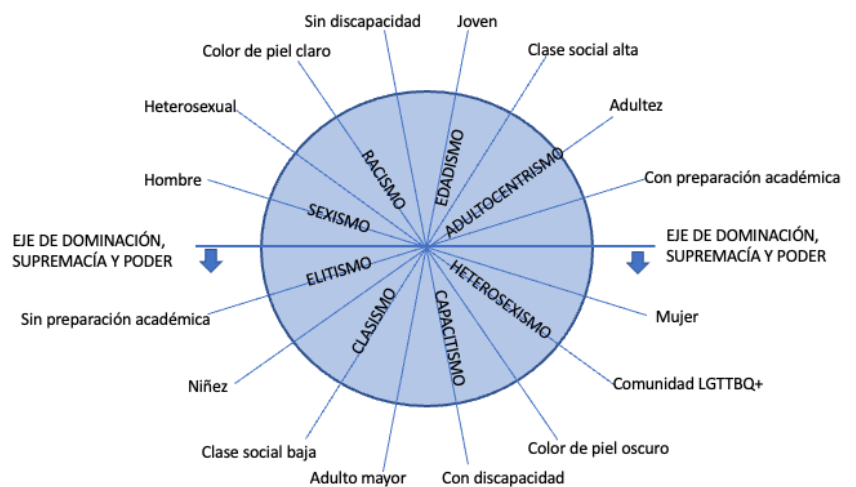 Sin discapacidad
Joven
Color de piel claro
Clase social alta
Heterosexual
Adultez
RACISMO
EDADISMO
ADULTOCENTRISMO
Hombre
Con preparación académica
SEXISMO
EJE DE DOMINACIÓN,
SUPREMACÍA Y PODER
EJE DE DOMINACIÓN,
SUPREMACÍA Y PODER
ELITISMO
HETEROSEXISMO
Sin preparación académica
CLASISMO
CAPACITISMO
Mujer
Niñez
Comunidad LGTTBQ+
Clase social baja
Color de piel oscuro
Adulto mayor
Con discapacidad